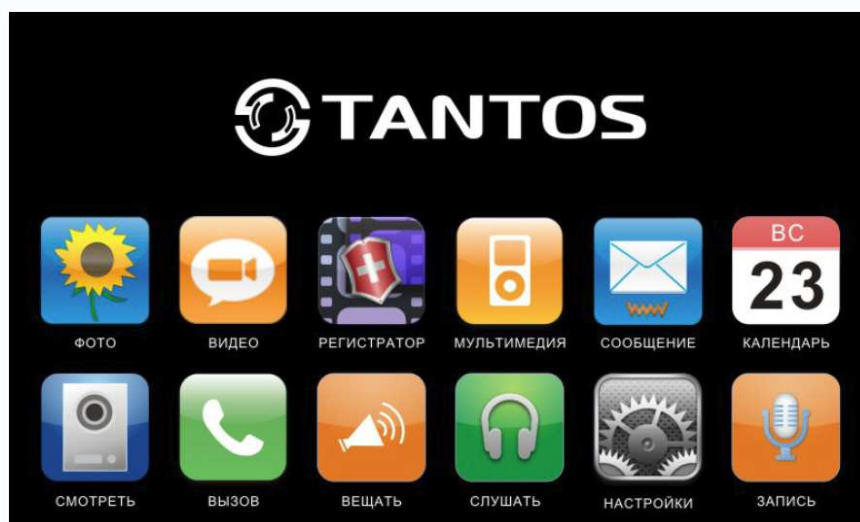 TANTOS
ВС
23
ФОТО ВИДЕО РЕГИСТРАТОР МУЛЬТИМЕДИЯ СООБЩЕНИЕ КАЛЕНДАРЬ
СМОТРЕТЬ ВЫЗОВ ВЕЩАТЬ СЛУШАТЬ НАСТРОЙКИ ЗАПИСЬ